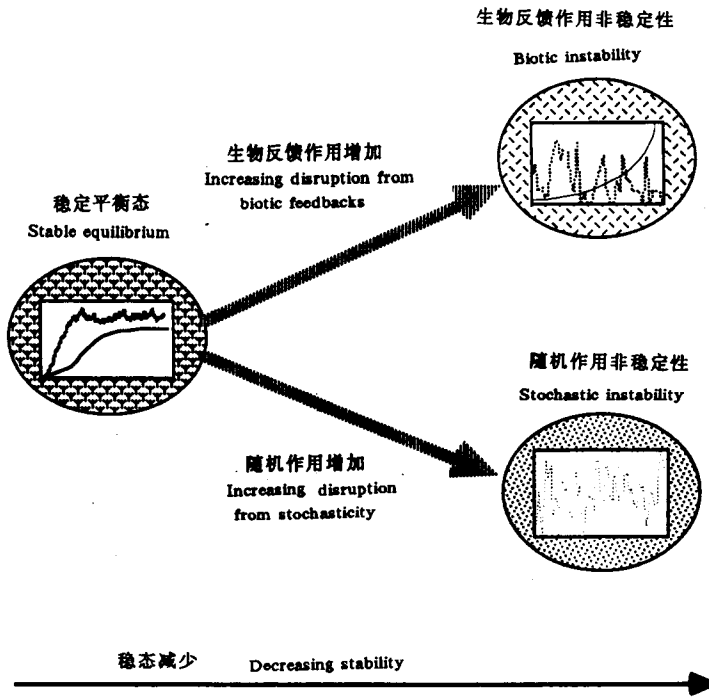 生物反馈作用非稳定性
Biotic instability
生物反馈作用增加
Increasing disruption from
biotic feedbacks
稳定平衡态
Stable equilibrium
随机作用非稳定性
Stochastic instability
随机作用增加
Increasing disruption
from stochasticity
稳态减少 Decreasing stability